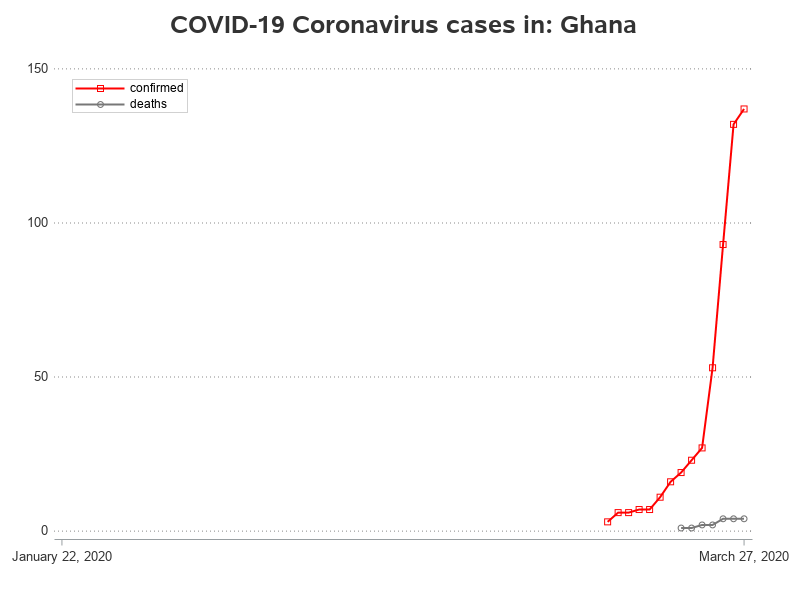 COVID-19 Coronavirus cases in: Ghana
150
confirmed
deaths
100
50
0
January 22, 2020
March 27, 2020